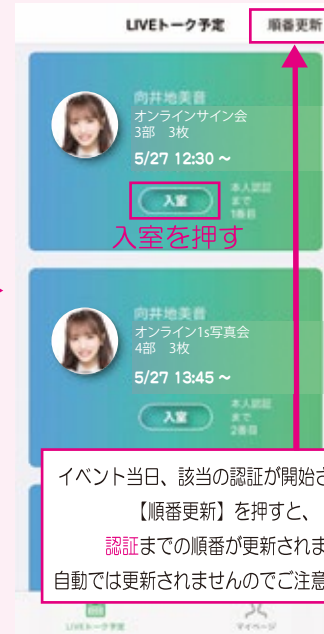 LIVEトーク予定
順番更新
向井地美音
オンラインサイン会
3部 3枚
5/27 12:30 ~
入室
本人認証
まで
1番目
入室を押す
向井地美音
オンライン1s写真会
4部 3枚
5/27 13:45 ~
入室
本人認証
まで
2番目
イベント当日、該当の認証が開始さ
【順番更新】を押すと、
認証までの順番が更新されま
自動では更新されませんのでご注意
LIVEトーク予定
マイページ